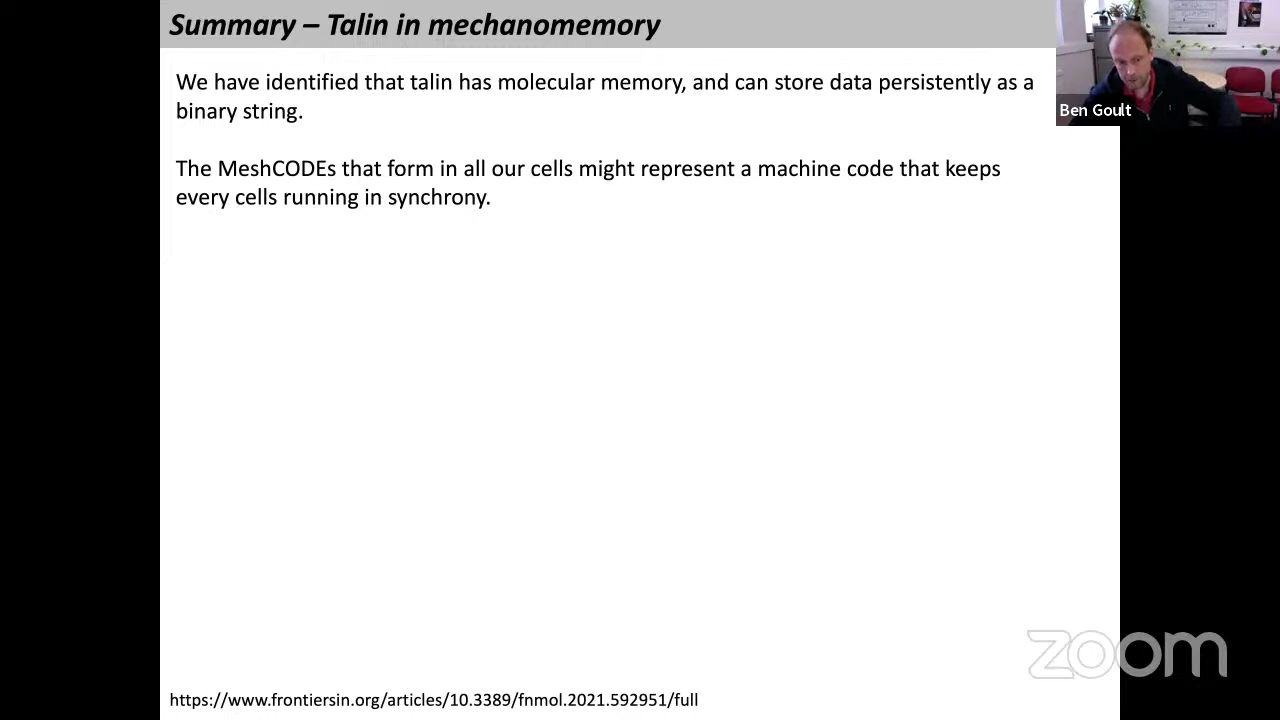 Summary – Talin in mechanomemory
We have identified that talin has molecular memory, and can store data persistently as a
binary string.
The MeshCODEs that form in all our cells might represent a machine code that keeps
every cells running in synchrony.
Ben Goult
zoom
https://www.frontiersin.org/articles/10.3389/fnmol.2021.592951/full